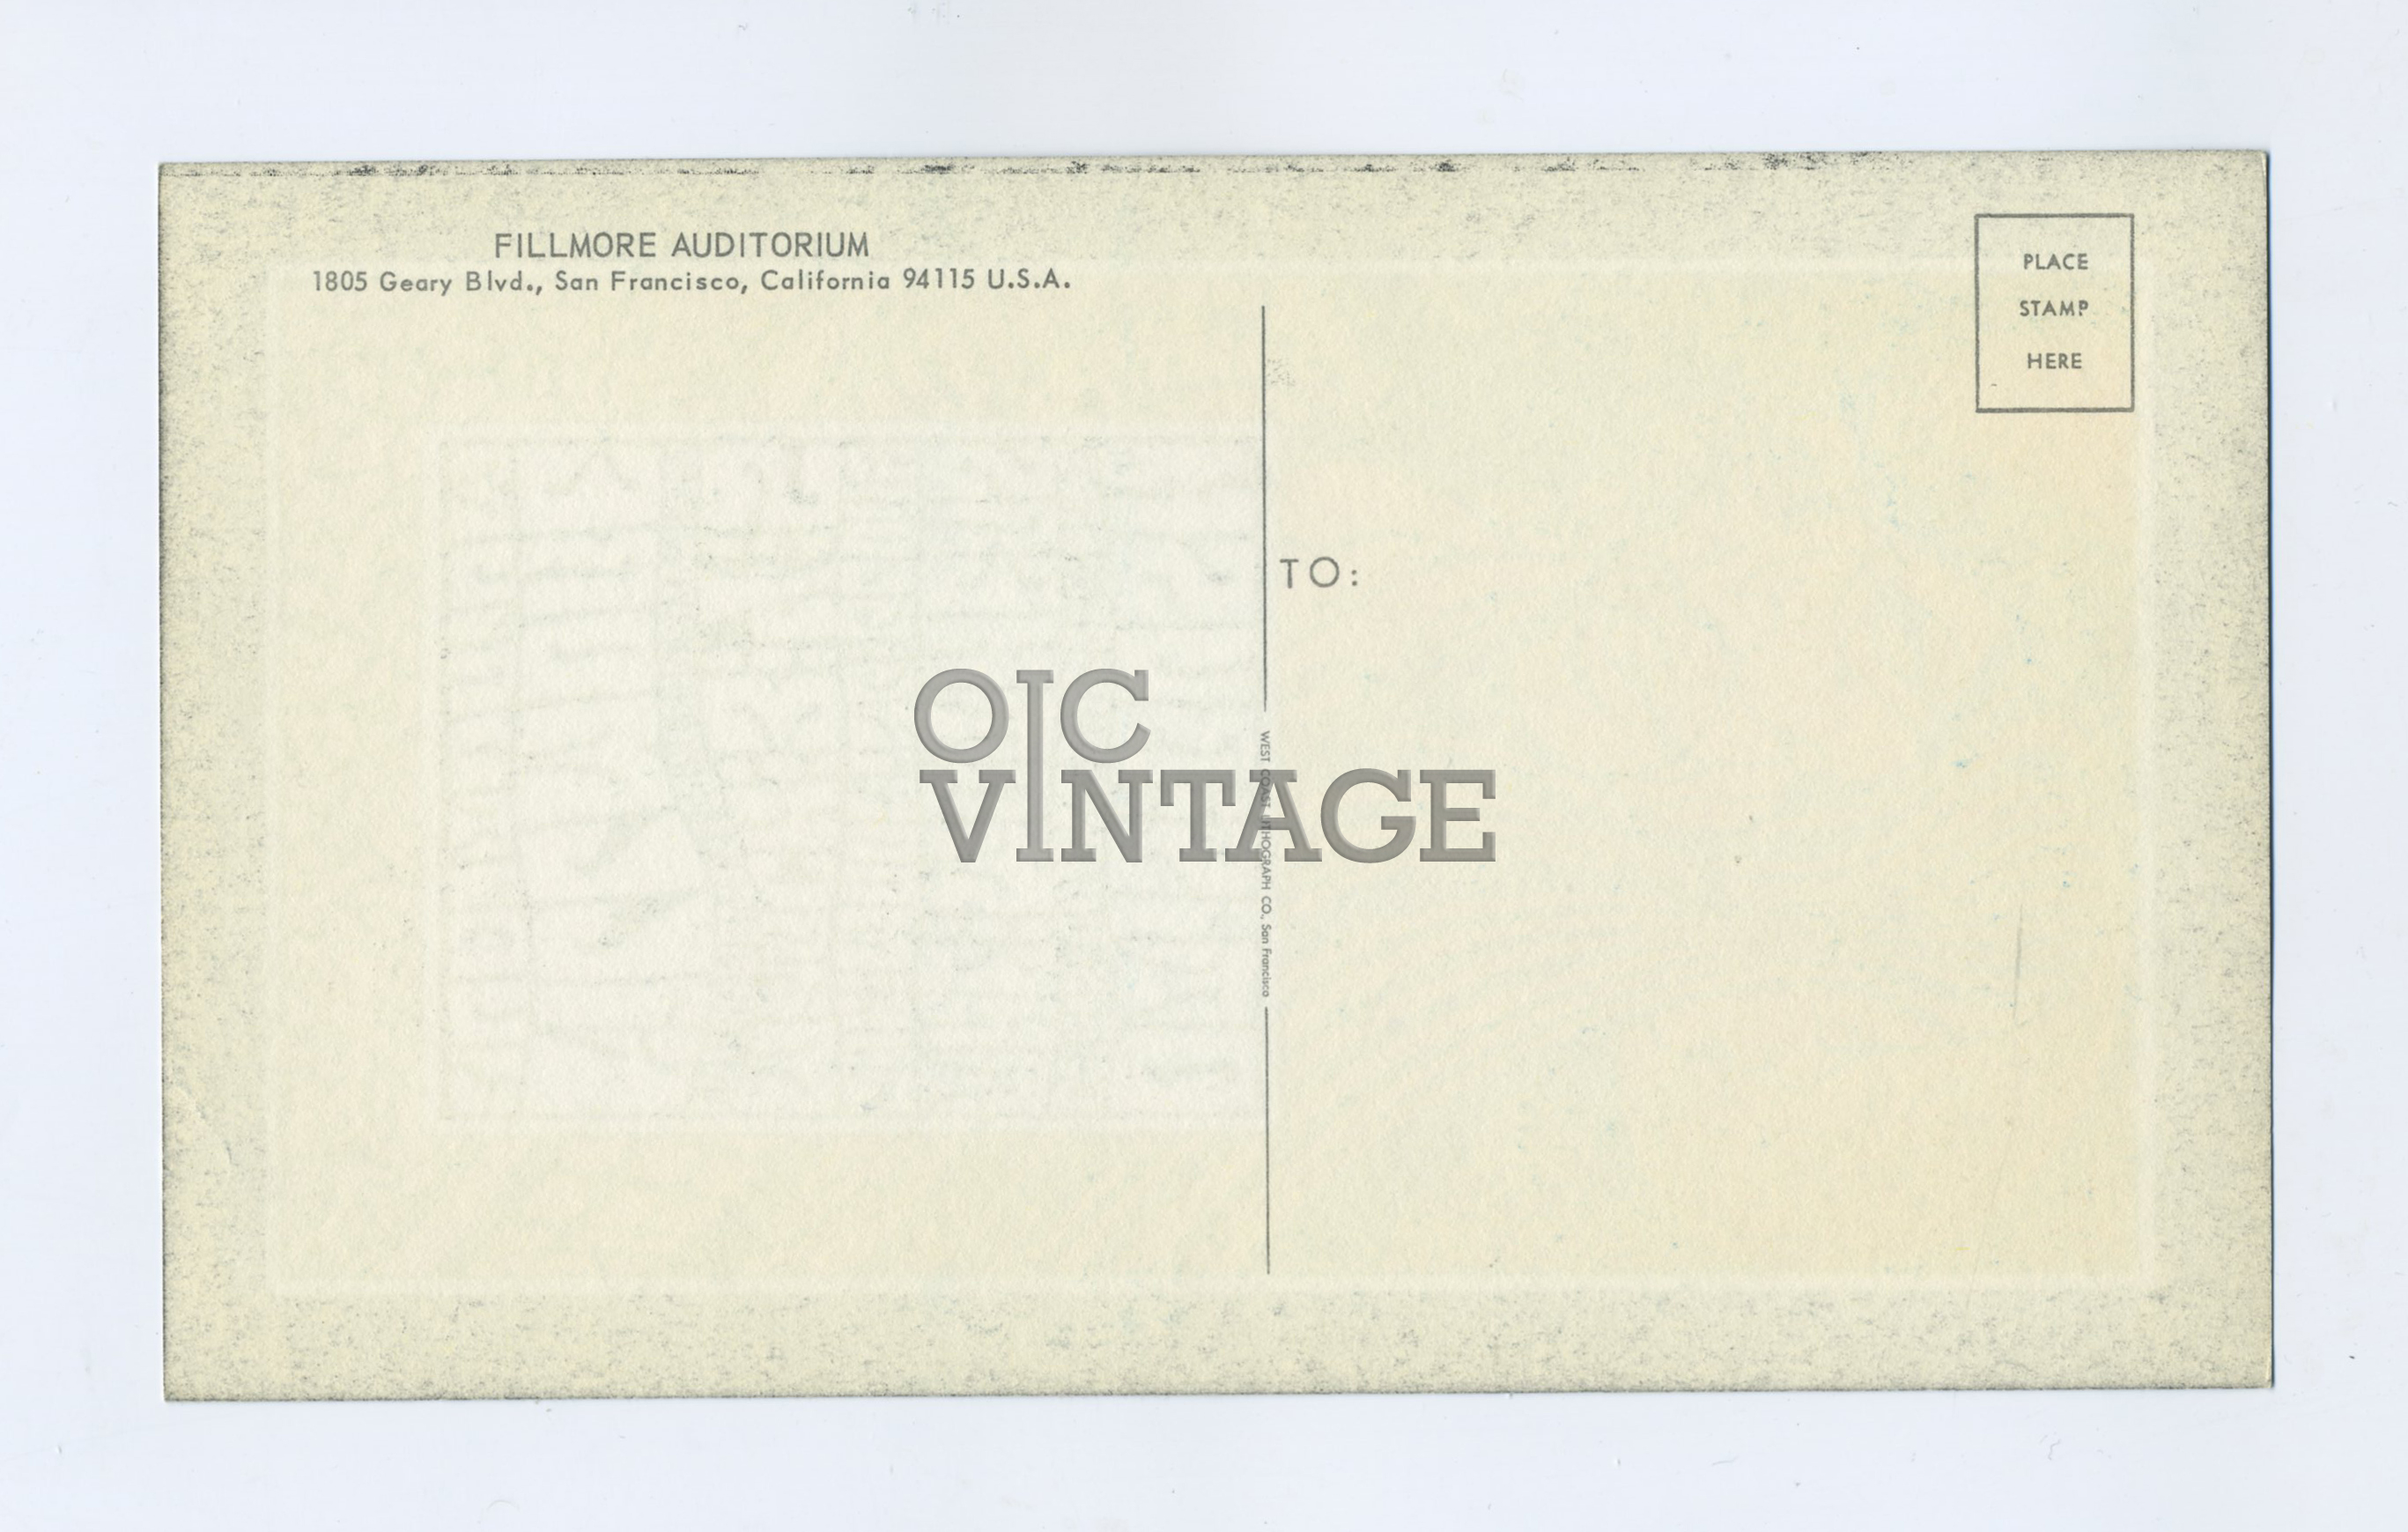 FILLMORE AUDITORIUM
1805 Geary Blvd., San Francisco, California 94115 U.S.A.
PLACE
STAMP
HERE
TO:
OIC
VINTAGE
WEST COAST LITHOGRAPH CO., San Francisco